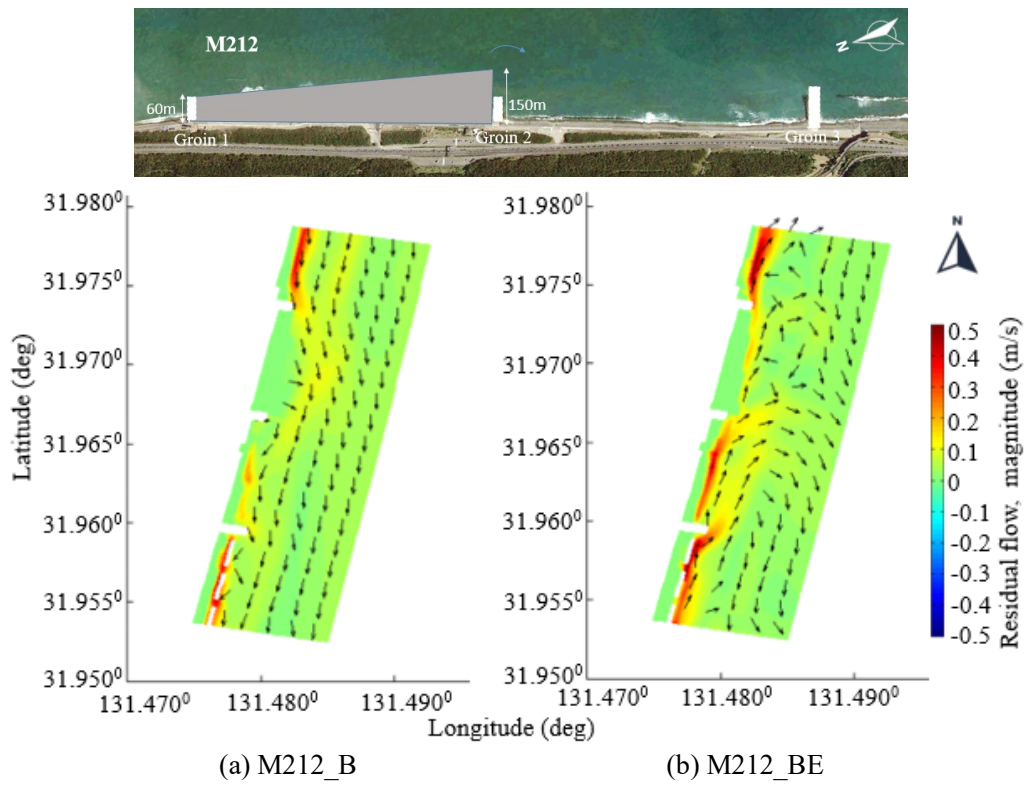 M212
N
60m
150m
Groin 1
Groin 2
Groin 3
31.980⁰
31.975⁰
31.970⁰
31.965⁰
31.960⁰
31.955⁰
31.950⁰
131.470⁰ 131.480⁰ 131.490⁰
31.980⁰
31.975⁰
31.970⁰
31.965⁰
31.960⁰
31.955⁰
31.950⁰
131.470⁰ 131.480⁰ 131.490⁰
Latitude (deg)
Longitude (deg)
N
0.5
0.4
0.3
0.2
0.1
0
-0.1
-0.2
-0.3
-0.4
-0.5
Residual flow, magnitude (m/s)
(a) M212_B
(b) M212_BE